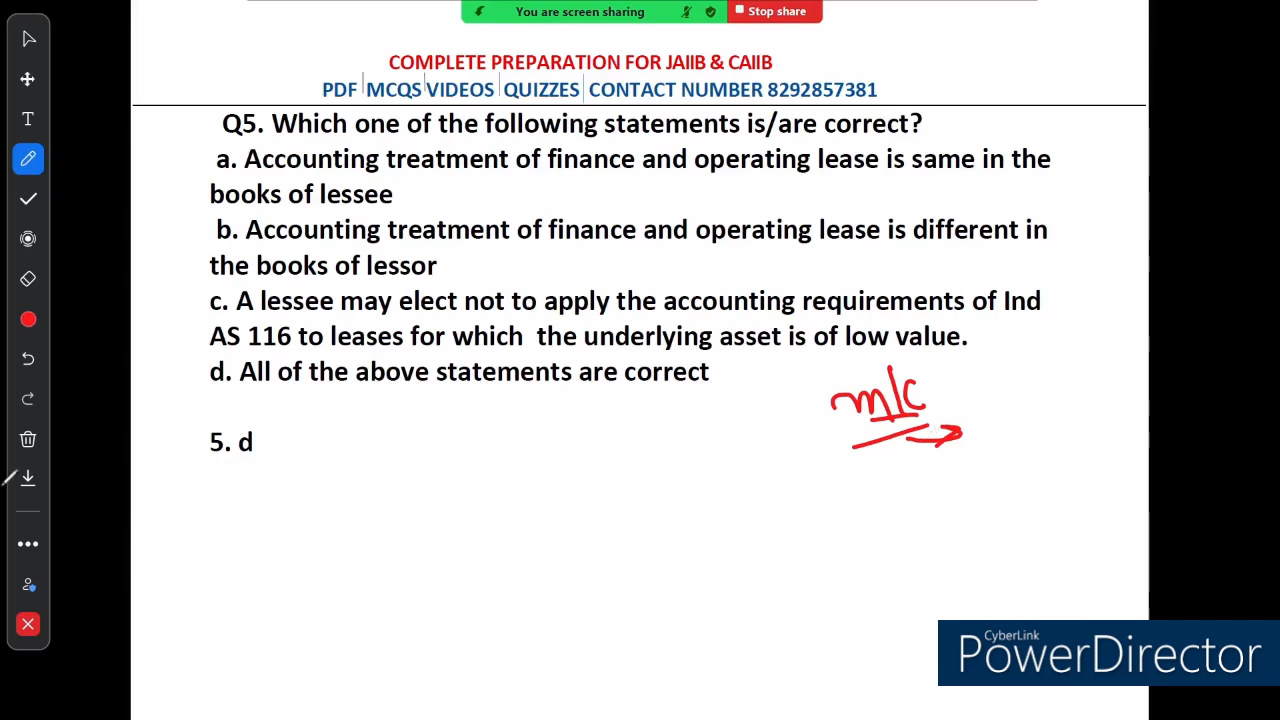 You are screen sharing Stop share
COMPLETE PREPARATION FOR JAIIB & CAIIB
PDF MCQS VIDEOS QUIZZES CONTACT NUMBER 8292857381
Q5. Which one of the following statements is/are correct?
a. Accounting treatment of finance and operating lease is same in the
books of lessee
b. Accounting treatment of finance and operating lease is different in
the books of lessor
c. A lessee may elect not to apply the accounting requirements of Ind
AS 116 to leases for which the underlying asset is of low value.
d. All of the above statements are correct
m/c
5. d
T
CyberLink
PowerDirector